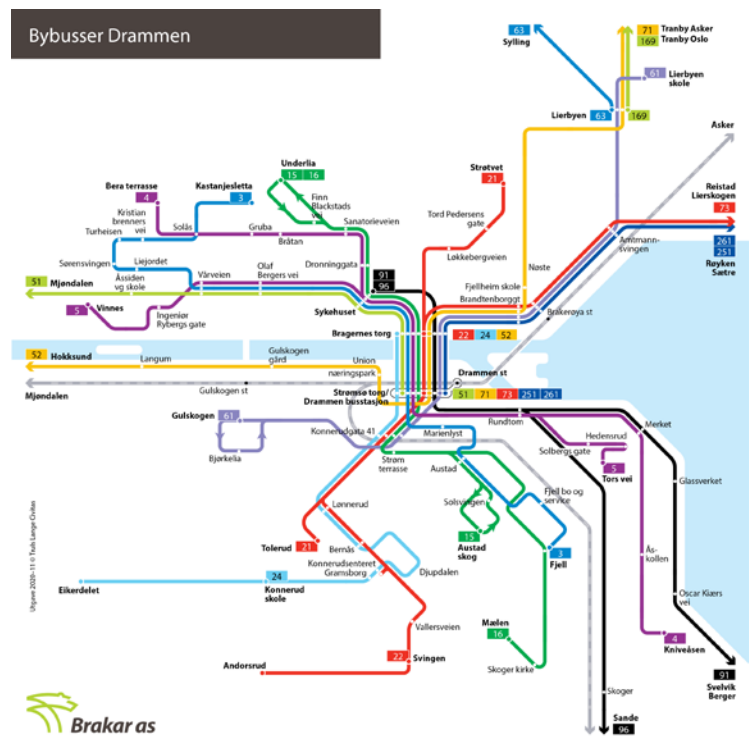 Bybusser Drammen
63
Sylling
71
Tranby Asker
169
Tranby Oslo
61
Lierbyen
skole
Lierbyen
63
169
Asker
Underlia
15 16
Strøtvet
21
Bera terrasse
4
Kastanjesletta
3
Finn
Blackstads
vei
Reistad
Lierskogen
73
Kristian
brenners
vei
Tord Pedersens
gate
Sanatorieveien
Solås
Gruba
Bråtan
Turheisen
Amtmann-
svingen
261
251
Røyken
Sætre
Løkkebergveien
Sørensvingen
Liejordet
Dronninggata
Nøste
Åssiden
vg skole
Vårveien
Olaf
Bergers vei
91
96
51
Mjøndalen
Fjellheim skole
Brandtenborggt
5
Vinnes
Ingeniør
Rybergs gate
Sykehuset
Brakerøya st
Bragernes torg
22 24 52
52
Hokksund
Langum
Gulskogen
gård
Union
næringspark
Drammen st
Mjøndalen
Gulskogen st
Strømsø torg/
Drammen busstasjon
51 71 73 251 261
Gulskogen
61
Konnerudgata 41
Marienlyst
Rundtom
Hedensrud
Merket
Bjørkelia
Strøm
terrasse
Austad
Solbergs gate
5
Tors vei
Glassverket
Solsvingen
Fjell bo og
service
Lønnerud
15
Austad
skog
21
Tolerud
Bernås
3
Fjell
Ås-
kollen
Konnerudsenteret
Gramsborg
Djupdalen
24
Konnerud
skole
Eikerdelet
Oscar Kiærs
vei
Mælen
16
Vallersveien
4
Kniveåsen
22
Svingen
Andorsrud
Skoger kirke
91
Svelvik
Berger
Skoger
Sande
96
Utgave 2020–11 © Truls Lange Civitas
Brakar as